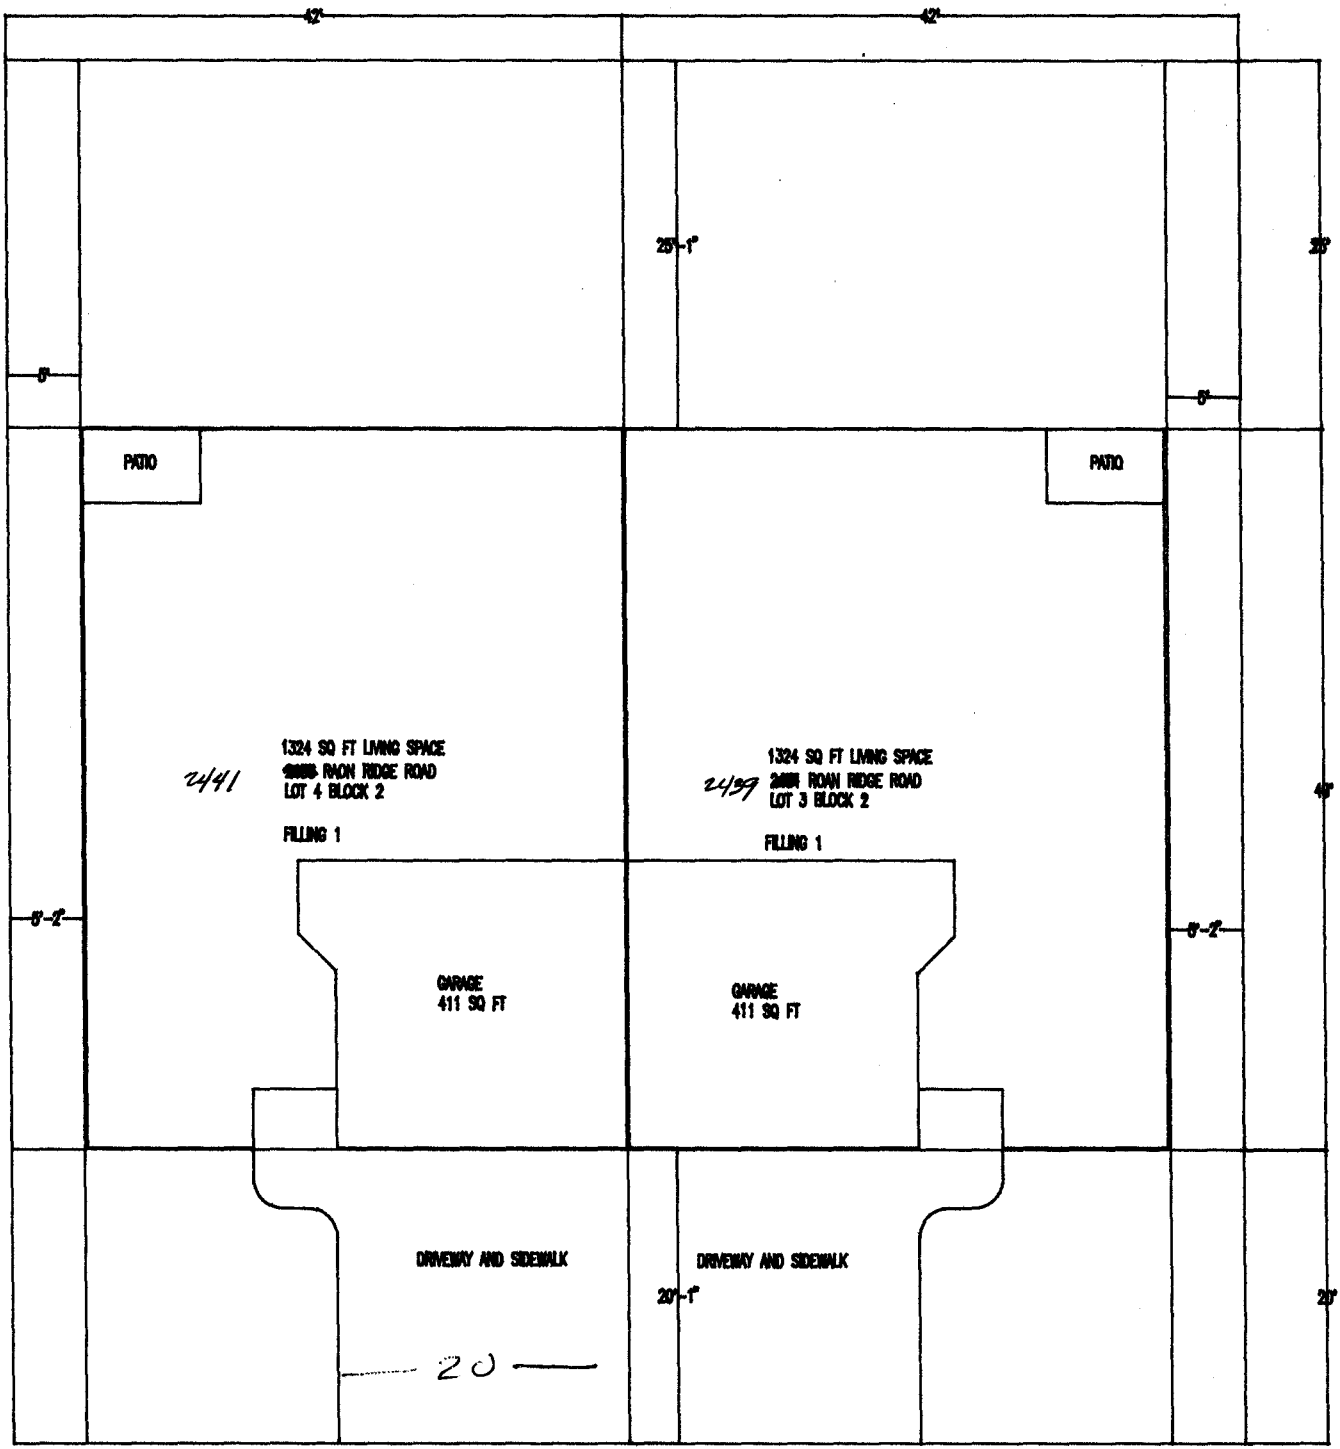 42'
42'
25'-1"
25'
5'
5'
PATIO
PATIO
1324 SQ FT LIVING SPACE
2441 RAON RIDGE ROAD
LOT 4 BLOCK 2
FILLING 1
1324 SQ FT LIVING SPACE
2439 ROAN RIDGE ROAD
LOT 3 BLOCK 2
FILLING 1
5'-2"
5'-2"
GARAGE
411 SQ FT
GARAGE
411 SQ FT
DRIVEWAY AND SIDEWALK
DRIVEWAY AND SIDEWALK
20'-1"
20'
20